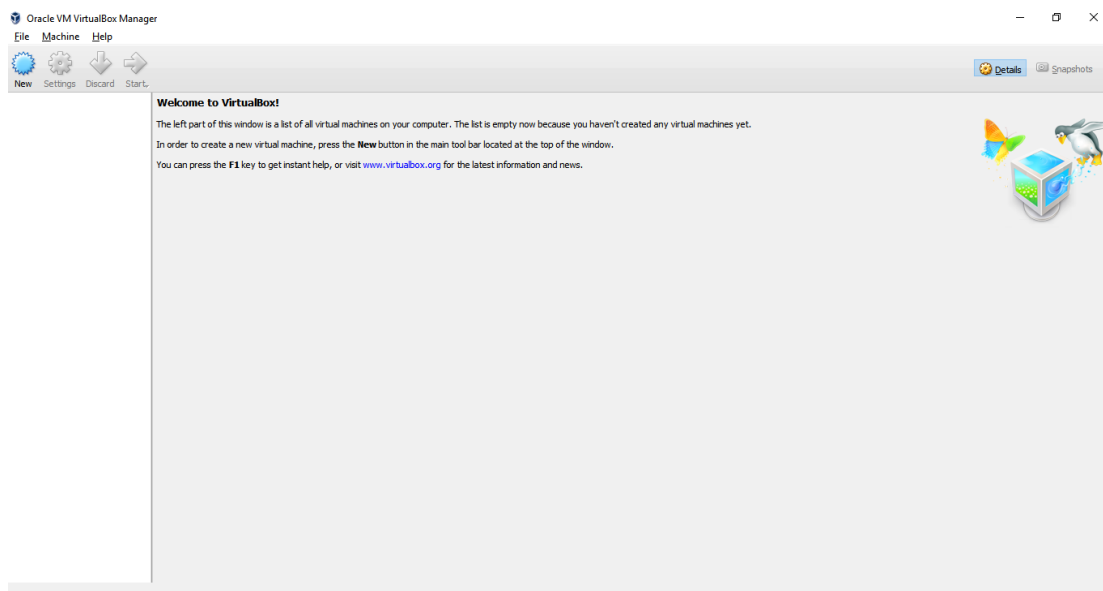 Oracle VM VirtualBox Manager
File Machine Help
New Settings Discard Start
Details Snapshots
Welcome to VirtualBox!
The left part of this window is a list of all virtual machines on your computer. The list is empty now because you haven't created any virtual machines yet.
In order to create a new virtual machine, press the New button in the main tool bar located at the top of the window.
You can press the F1 key to get instant help, or visit www.virtualbox.org for the latest information and news.